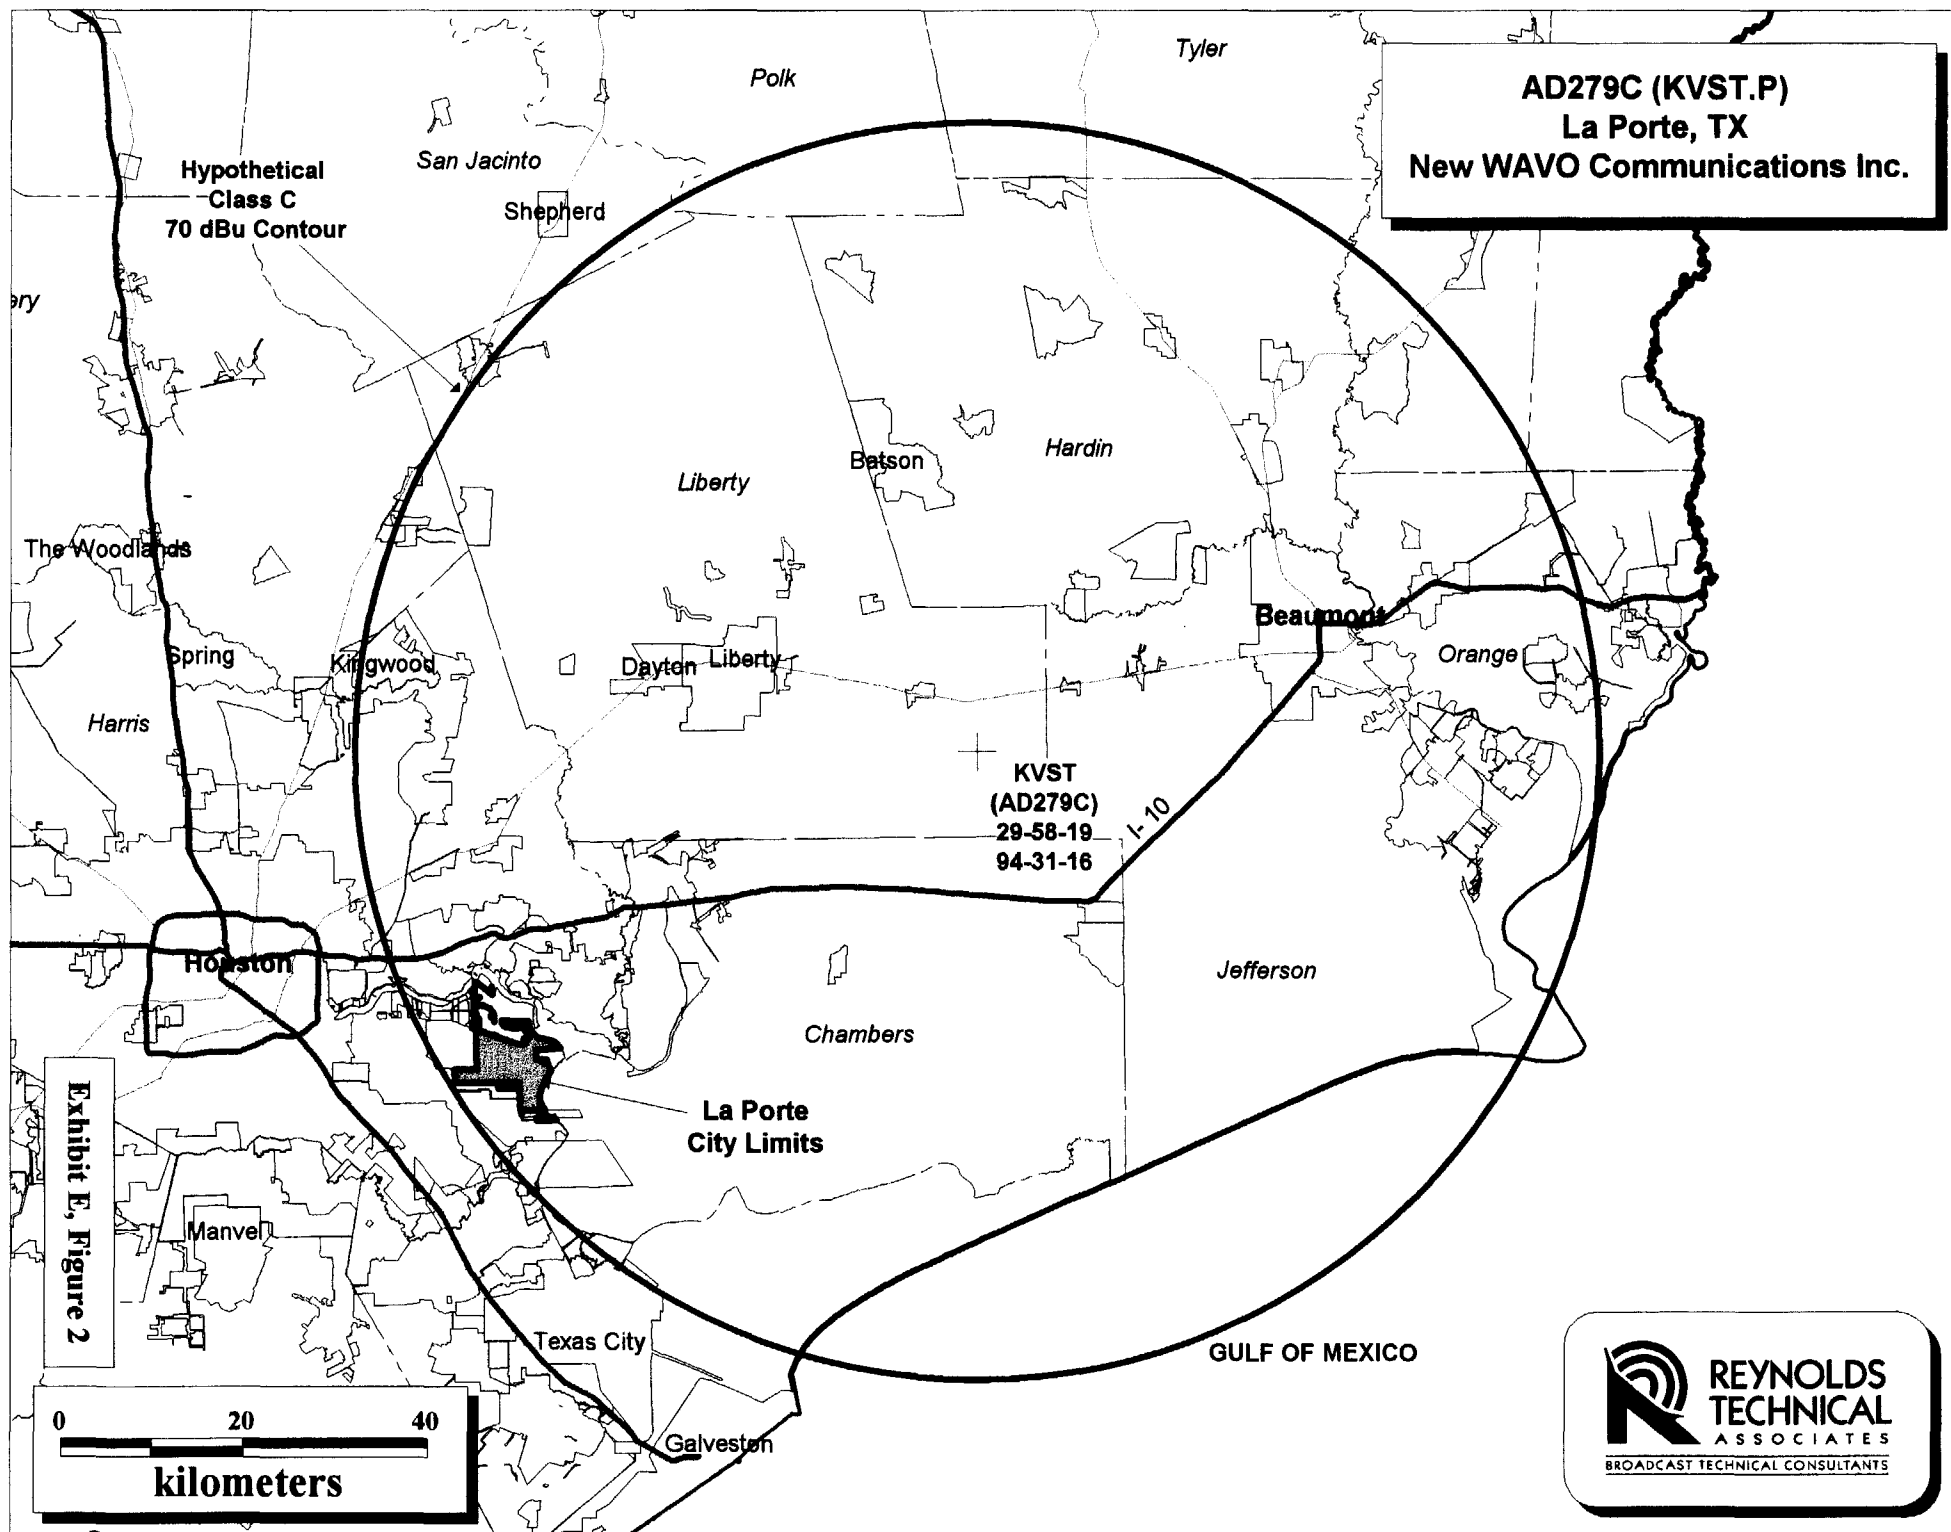 Tyler
Polk
AD279C (KVST.P)
La Porte, TX
New WAVO Communications Inc.
Hypothetical
Class C
70 dBu Contour
San Jacinto
Shepherd
ery
Hardin
Batson
Liberty
The Woodlands
Beaumont
Spring
Kingwood
Dayton
Liberty
Orange
Harris
KVST
(AD279C)
29-58-19
94-31-16
I-10
Houston
Jefferson
Chambers
La Porte
City Limits
Exhibit E, Figure 2
Manvel
Texas City
GULF OF MEXICO
Galveston
0 20 40
kilometers
REYNOLDS
TECHNICAL
ASSOCIATES
BROADCAST TECHNICAL CONSULTANTS